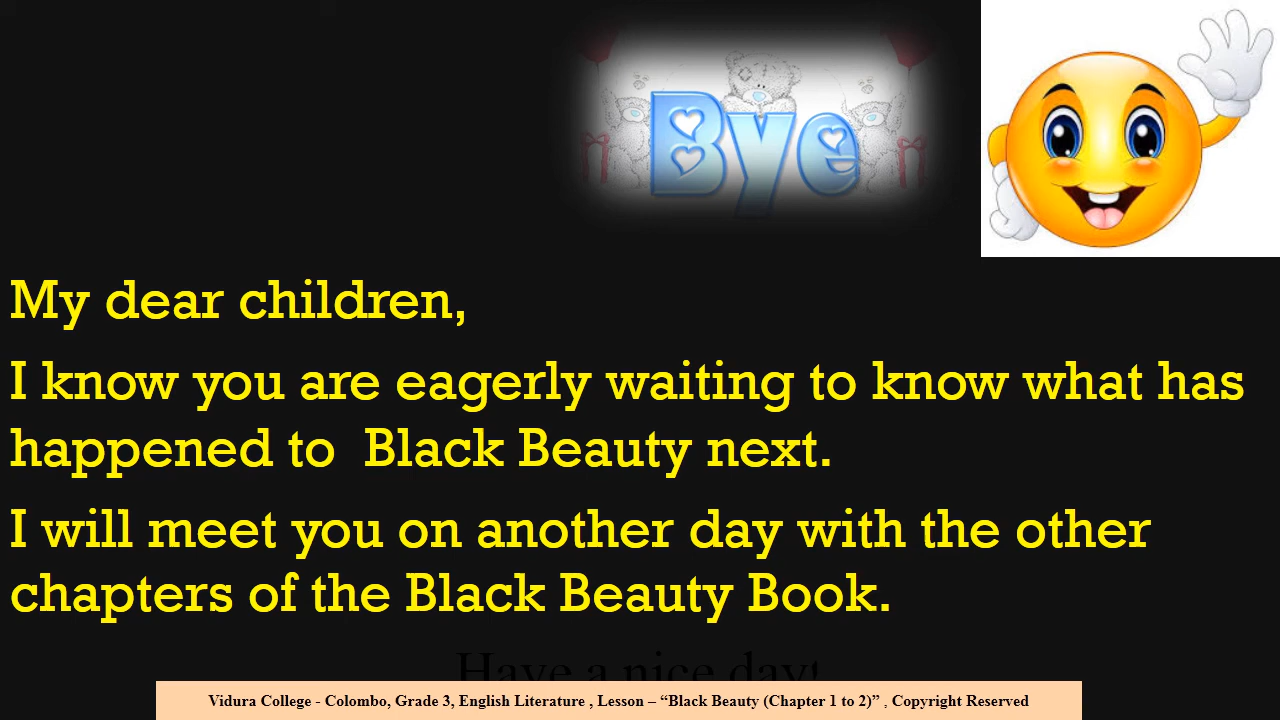 Bye
My dear children,
I know you are eagerly waiting to know what has
happened to  Black Beauty next.
I will meet you on another day with the other
chapters of the Black Beauty Book.
Have a nice day!
Vidura College - Colombo, Grade 3, English Literature , Lesson – “Black Beauty (Chapter 1 to 2)” , Copyright Reserved